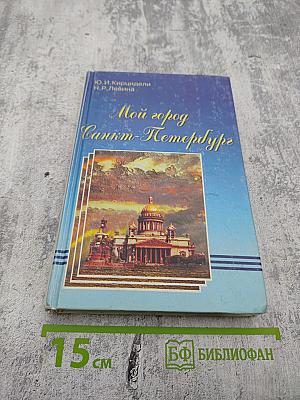 Ю.И.Кирцидели
Н.Р.Левина
Мой город
Санкт-Петербург
15 см
БФ БИБЛИОФАН